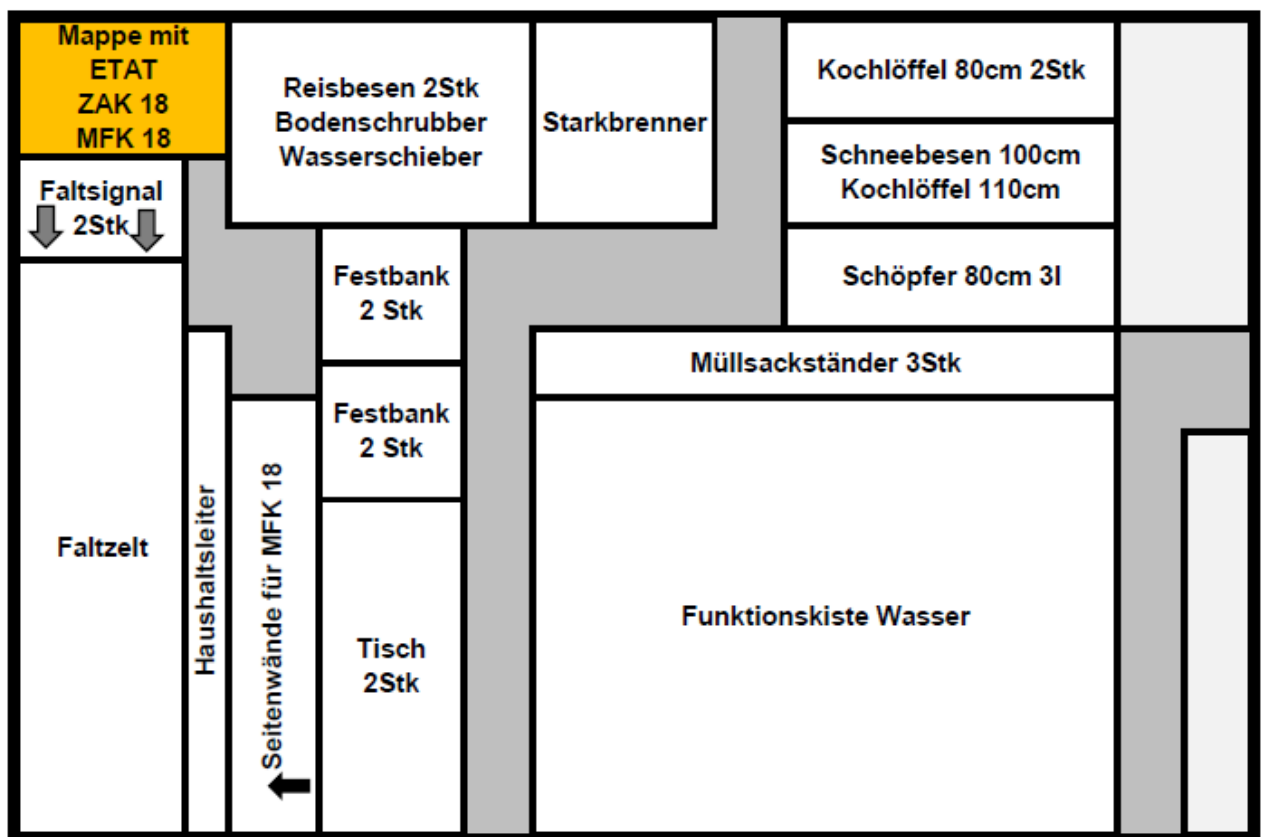 Mappe mit
ETAT
ZAK 18
MFK 18
Reisbesen 2Stk
Bodenschrubber
Wasserschieber
Starkbrenner
Kochlöffel 80cm 2Stk
Schneebesen 100cm
Kochlöffel 110cm
Faltsignal
2Stk
Festbank
2 Stk
Schöpfer 80cm 3l
Müllsackständer 3Stk
Festbank
2 Stk
Faltzelt
Haushaltsleiter
Seitenwände für MFK 18
Tisch
2Stk
Funktionskiste Wasser